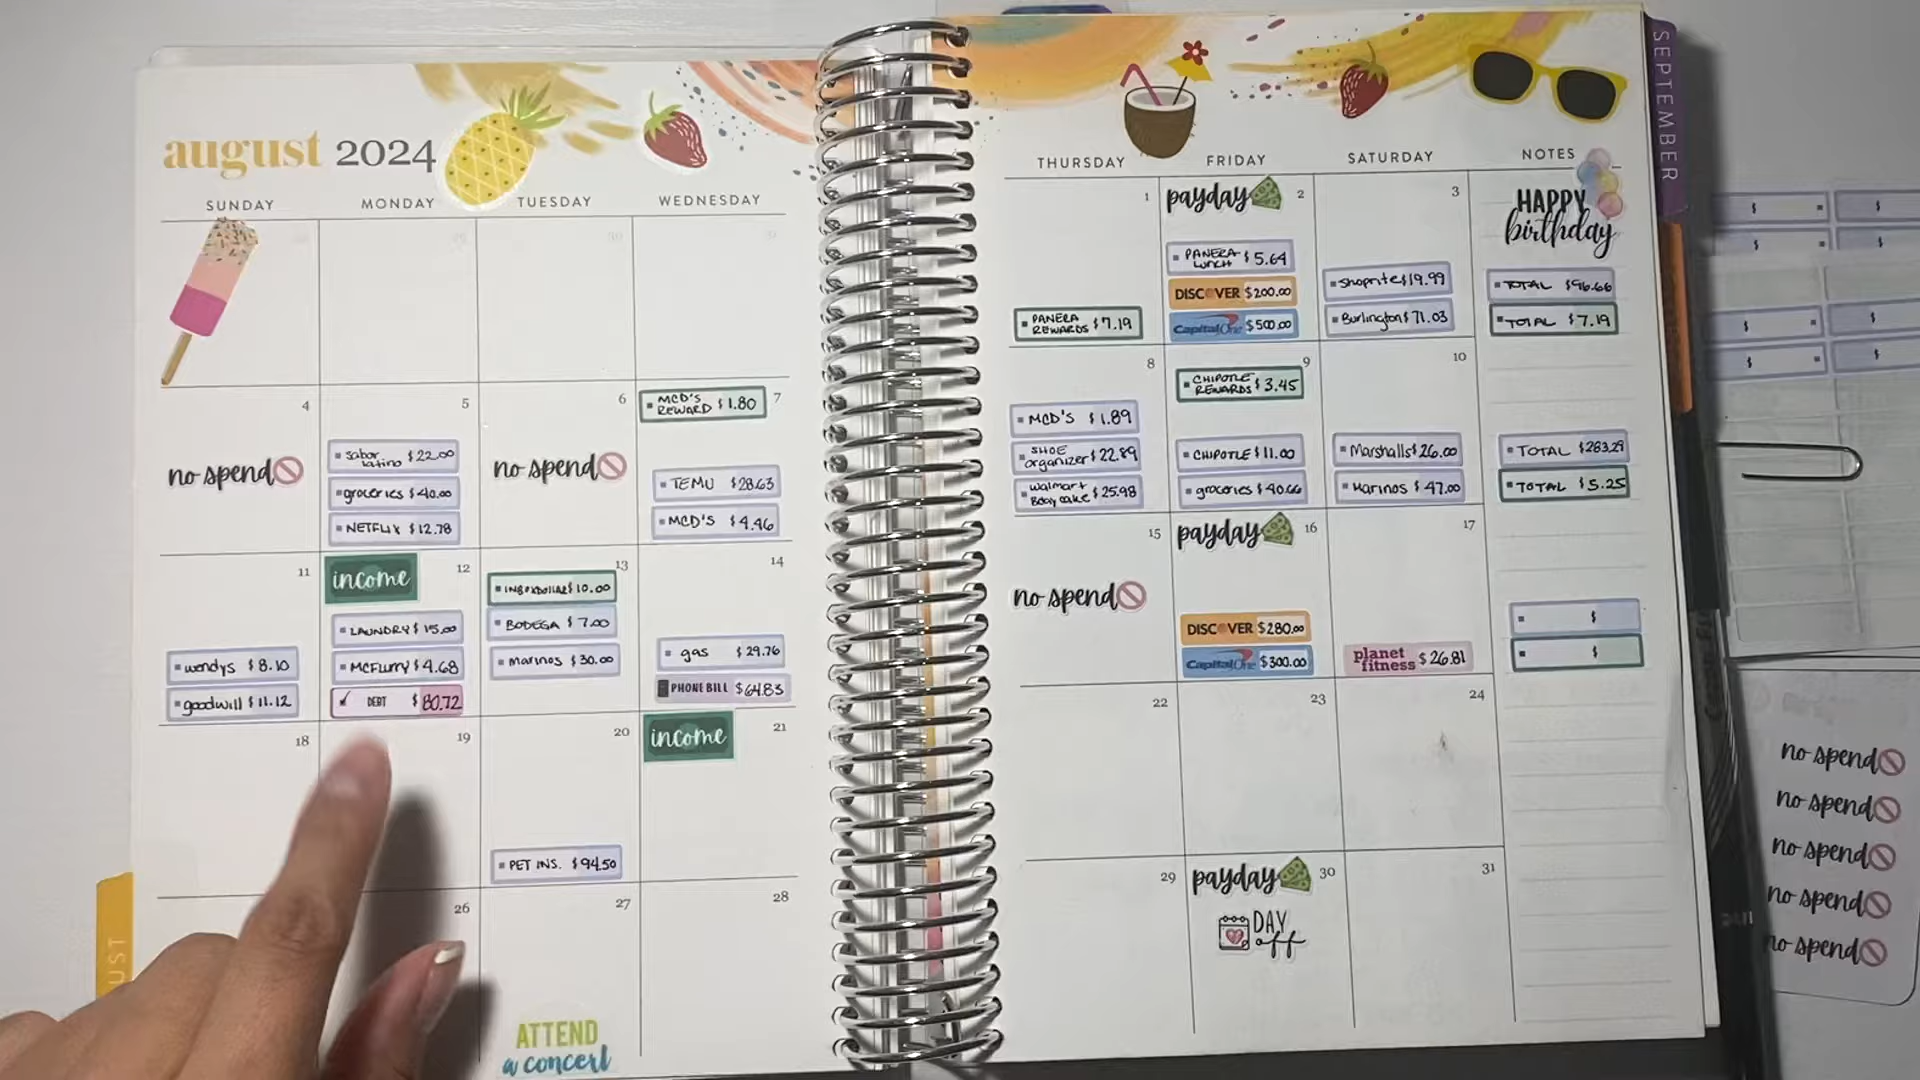 august 2024
SUNDAY MONDAY TUESDAY WEDNESDAY
THURSDAY FRIDAY SATURDAY NOTES
SEPTEMBER
1
PANERA REWARDS $7.19
payday 2
PANERA LUNCH $5.64
DISCOVER $200.00
Capital One $500.00
3
shoprite $19.99
Burlington $71.03
HAPPY
birthday
TOTAL $96.66
TOTAL $7.19
4
no spend
5
sabor latino $22.00
groceries $40.00
NETFLIX $12.78
6
no spend
7
MCD'S REWARD $1.80
TEMU $28.63
MCD'S $4.46
8
MCD'S $1.89
SHOE organizer $22.89
walmart Body care $25.98
9
CHIPOTLE REWARDS $3.45
CHIPOTLE $11.00
groceries $40.66
10
Marshalls $26.00
Marinos $47.00
TOTAL $283.29
TOTAL $5.25
11
wendys $8.10
goodwill $11.12
income 12
LAUNDRY $15.00
MCFlurry $4.68
DEBT $80.72
13
INBOXDOLLARS $10.00
BODEGA $7.00
marinos $30.00
14
gas $29.76
PHONE BILL $64.83
15
no spend
payday 16
DISCOVER $280.00
Capital One $300.00
17
planet fitness $26.81
$
$
18
19
20
PET INS. $94.50
income 21
22
23
24
26
27
ATTEND
a concert
28
29
payday 30
DAY
off
31
UST
$ $
$ $
$ $
$ $
no spend
no spend
no spend
no spend
no spend